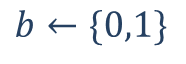 b ← {0,1}